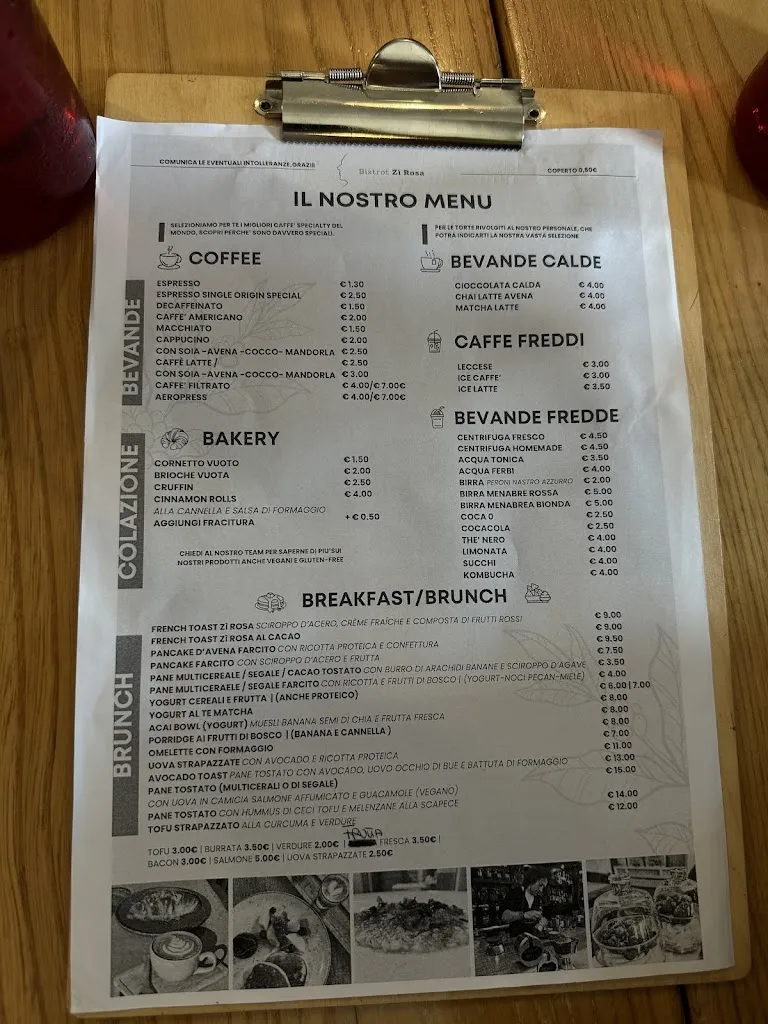 COMUNICA LE EVENTUALI INTOLLERANZE, GRAZIE
Bistrot Zì Rosa
COPERTO 0,50€
IL NOSTRO MENU
SELEZIONIAMO PER TE I MIGLIORI CAFFE' SPECIALTY DEL
MONDO, SCOPRI PERCHE' SONO DAVVERO SPECIALI.
PER LE TORTE RIVOLGITI AL NOSTRO PERSONALE, CHE
POTRA INDICARTI LA NOSTRA VASTA SELEZIONE
BEVANDE
COFFEE
ESPRESSO € 1.30
ESPRESSO SINGLE ORIGIN SPECIAL € 2.50
DECAFFEINATO € 1.50
CAFFE' AMERICANO € 2.00
MACCHIATO € 1.50
CAPPUCINO € 2.00
CON SOIA -AVENA -COCCO- MANDORLA € 2.50
CAFFÈ LATTE / € 2.50
CON SOIA -AVENA -COCCO- MANDORLA € 3.00
CAFFE' FILTRATO € 4.00/€ 7.00€
AEROPRESS € 4.00/€ 7.00€
BEVANDE CALDE
CIOCCOLATA CALDA € 4.00
CHAI LATTE AVENA € 4.00
MATCHA LATTE € 4.00
CAFFE FREDDI
LECCESE € 3.00
ICE CAFFE' € 3.00
ICE LATTE € 3.50
COLAZIONE
BAKERY
CORNETTO VUOTO € 1.50
BRIOCHE VUOTA € 2.00
CRUFFIN € 2.50
CINNAMON ROLLS € 4.00
ALLA CANNELLA E SALSA DI FORMAGGIO
AGGIUNGI FRACITURA + € 0.50
CHIEDI AL NOSTRO TEAM PER SAPERNE DI PIU' SUI
NOSTRI PRODOTTI ANCHE VEGANI E GLUTEN-FREE
BEVANDE FREDDE
CENTRIFUGA FRESCO € 4.50
CENTRIFUGA HOMEMADE € 4.50
ACQUA TONICA € 3.50
ACQUA FERBI € 4.00
BIRRA PERONI NASTRO AZZURRO € 2.00
BIRRA MENABRE ROSSA € 5.00
BIRRA MENABREA BIONDA € 5.00
COCA 0 € 2.50
COCACOLA € 2.50
THE' NERO € 4.00
LIMONATA € 4.00
SUCCHI € 4.00
KOMBUCHA € 4.00
BRUNCH
BREAKFAST/BRUNCH
FRENCH TOAST Zì ROSA SCIROPPO D'ACERO, CRÈME FRAÎCHE E COMPOSTA DI FRUTTI ROSSI € 9.00
FRENCH TOAST Zì ROSA AL CACAO € 9.00
PANCAKE D'AVENA FARCITO CON RICOTTA PROTEICA E CONFETTURA € 9.50
PANCAKE FARCITO CON SCIROPPO D'ACERO E FRUTTA € 7.50
PANE MULTICEREALE / SEGALE / CACAO TOSTATO CON BURRO DI ARACHIDI BANANE E SCIROPPO D'AGAVE € 3.50
PANE MULTICERAELE / SEGALE FARCITO CON RICOTTA E FRUTTI DI BOSCO | (YOGURT-NOCI PECAN-MIELE) € 4.00
YOGURT CEREALI E FRUTTA | (ANCHE PROTEICO) € 6.00|7.00
YOGURT AL TE MATCHA € 8.00
ACAI BOWL (YOGURT) MUESLI BANANA SEMI DI CHIA E FRUTTA FRESCA € 8.00
PORRIDGE AI FRUTTI DI BOSCO | (BANANA E CANNELLA ) € 8.00
OMELETTE CON FORMAGGIO € 7.00
UOVA STRAPAZZATE CON AVOCADO E RICOTTA PROTEICA € 11.00
AVOCADO TOAST PANE TOSTATO CON AVOCADO, UOVO OCCHIO DI BUE E BATTUTA DI FORMAGGIO € 13.00
PANE TOSTATO (MULTICERALI O DI SEGALE) € 15.00
CON UOVA IN CAMICIA SALMONE AFFUMICATO E GUACAMOLE (VEGANO)
PANE TOSTATO CON HUMMUS DI CECI TOFU E MELENZANE ALLA SCAPECE € 14.00
TOFU STRAPAZZATO ALLA CURCUMA E VERDURE € 12.00
TOFU 3.00€ | BURRATA 3.50€ | VERDURE 2.00€ | FRESCA 3.50€ |
BACON 3.00€ | SALMONE 5.00€ | UOVA STRAPAZZATE 2.50€